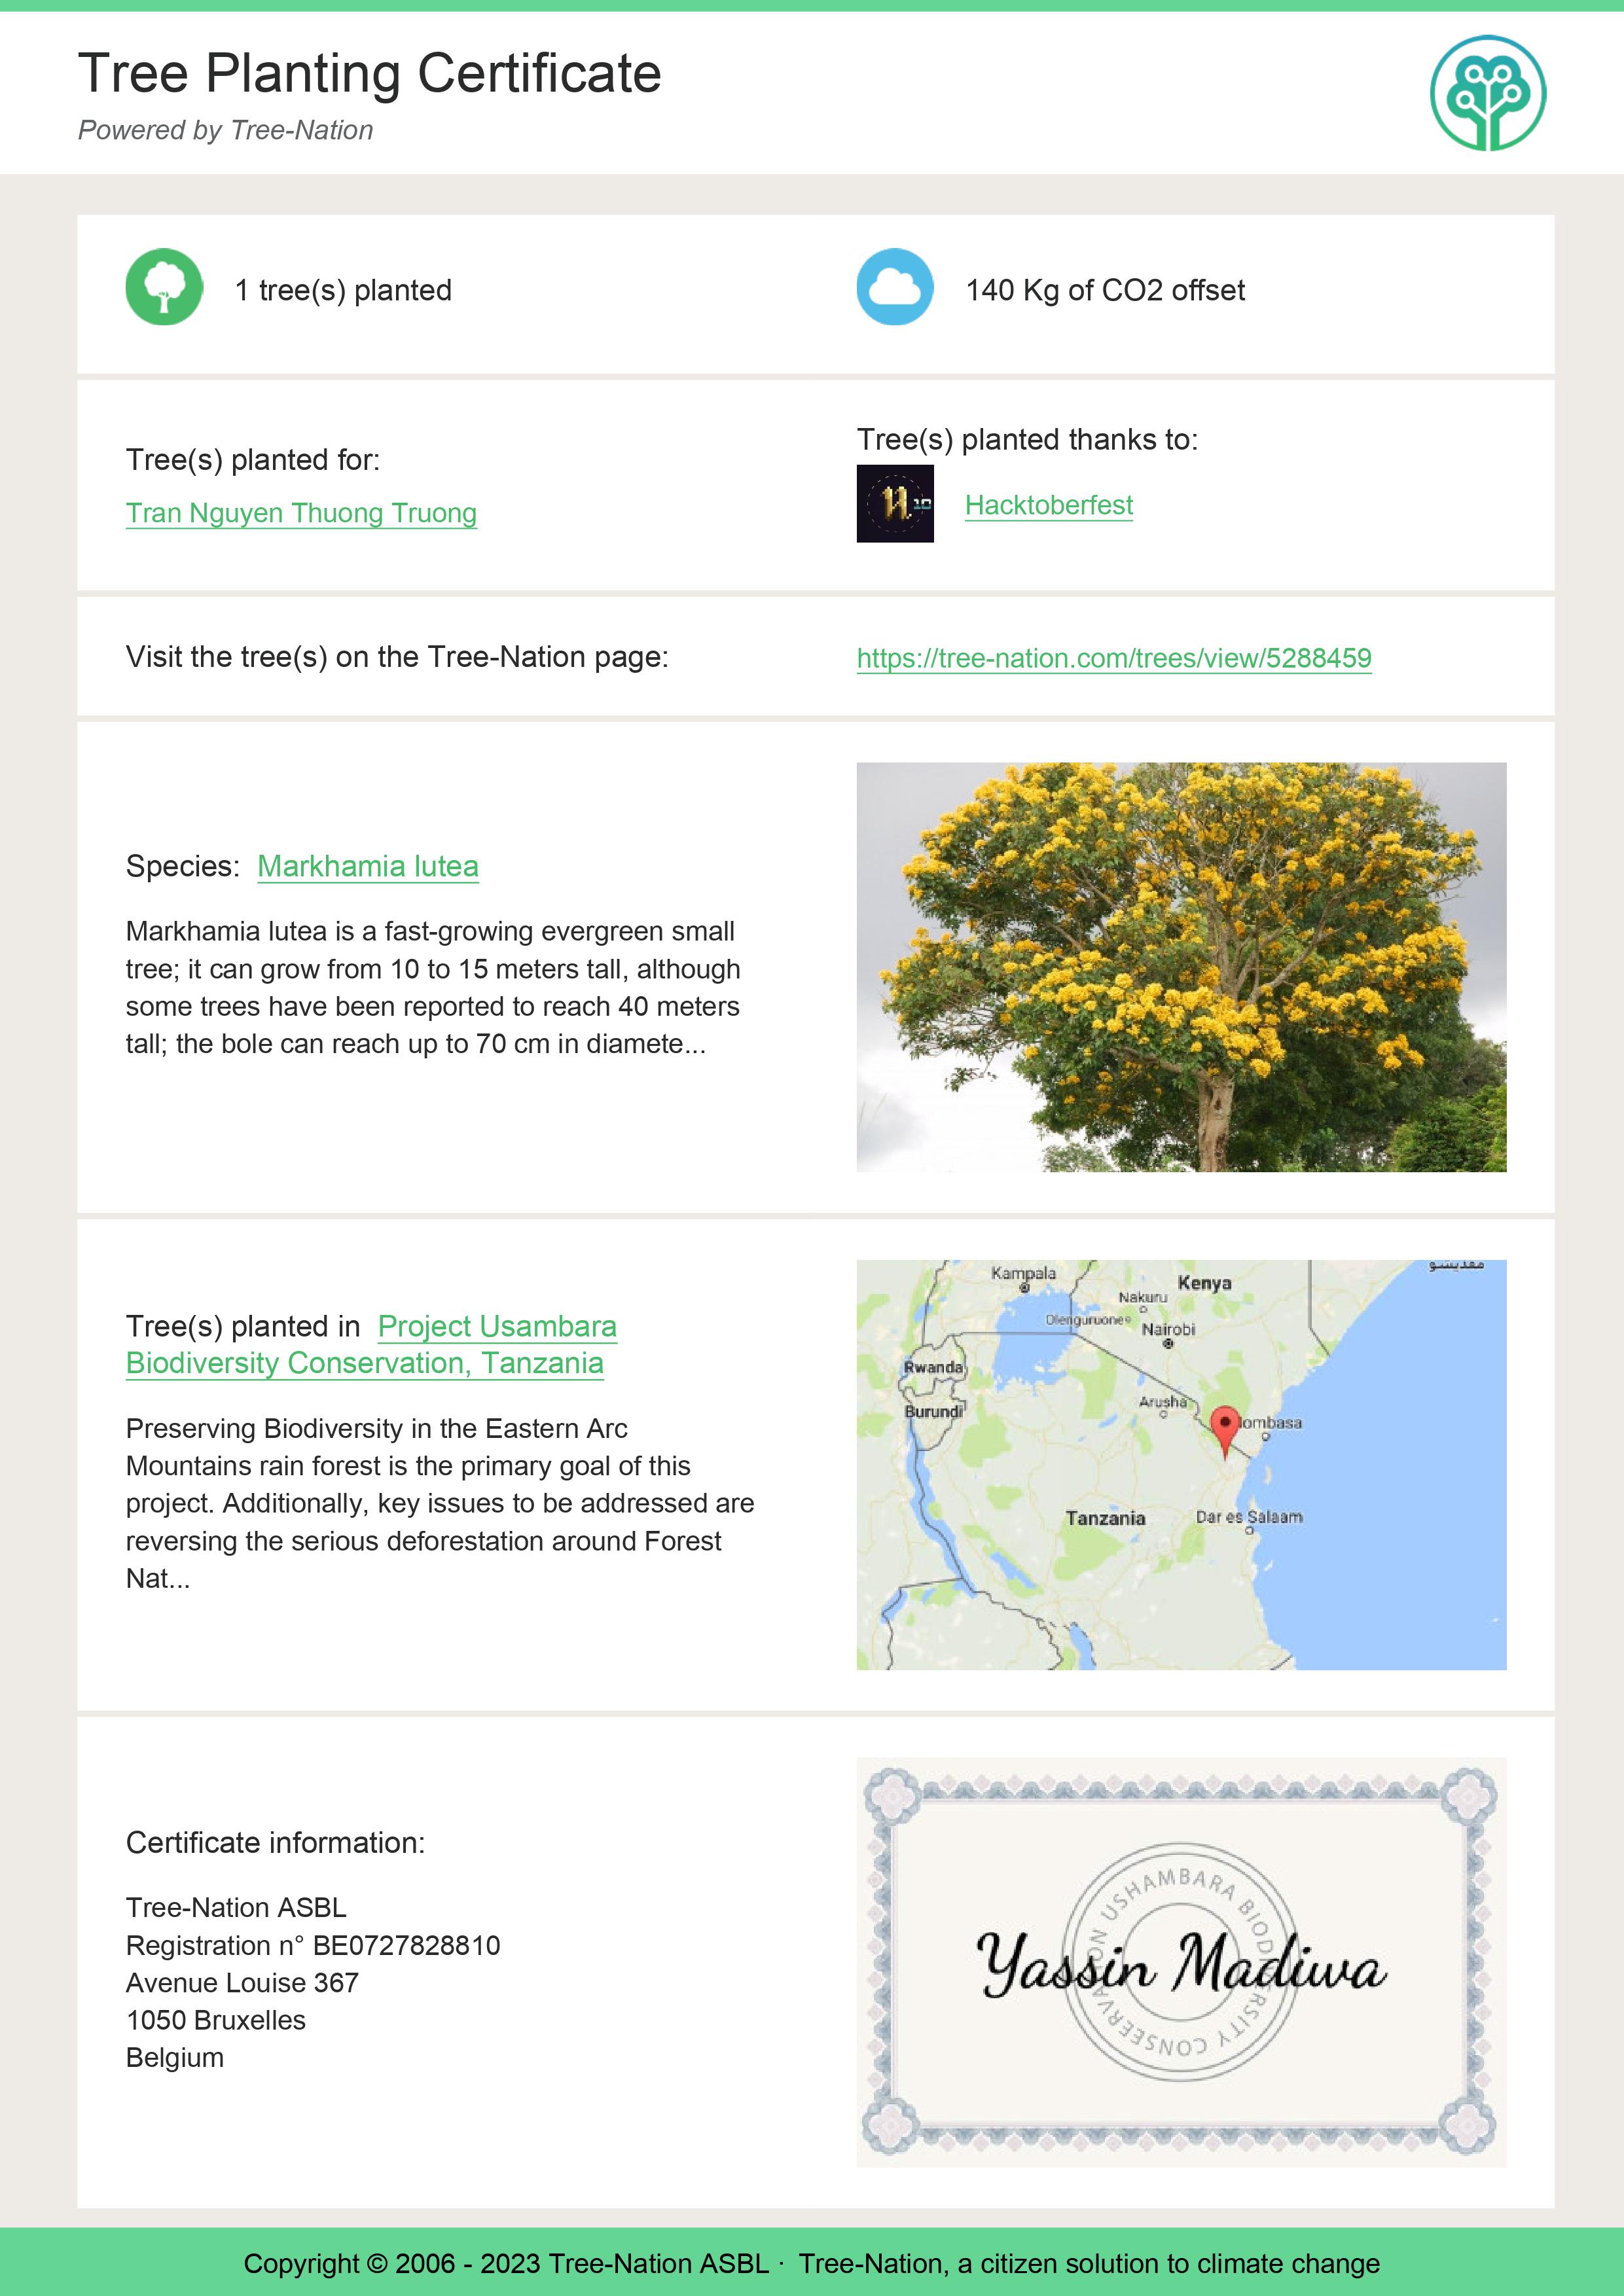 Tree Planting Certificate
Powered by Tree-Nation
1 tree(s) planted
140 Kg of CO2 offset
Tree(s) planted for:
Tran Nguyen Thuong Truong
Tree(s) planted thanks to:
Hacktoberfest
Visit the tree(s) on the Tree-Nation page:
https://tree-nation.com/trees/view/5288459
Species: Markhamia lutea
Markhamia lutea is a fast-growing evergreen small
tree; it can grow from 10 to 15 meters tall, although
some trees have been reported to reach 40 meters
tall; the bole can reach up to 70 cm in diamete...
Tree(s) planted in Project Usambara
Biodiversity Conservation, Tanzania
Preserving Biodiversity in the Eastern Arc
Mountains rain forest is the primary goal of this
project. Additionally, key issues to be addressed are
reversing the serious deforestation around Forest
Nat...
مقديشو
Kampala
Kenya
Nakuru
Olenguruone
Nairobi
Rwanda
Burundi
Arusha
lombasa
Tanzania
Dar es Salaam
Certificate information:
Tree-Nation ASBL
Registration n° BE0727828810
Avenue Louise 367
1050 Bruxelles
Belgium
USHAMBARA BIODIVERSITY CONSEERVATION
Yassin Madiwa
Copyright © 2006 - 2023 Tree-Nation ASBL · Tree-Nation, a citizen solution to climate change